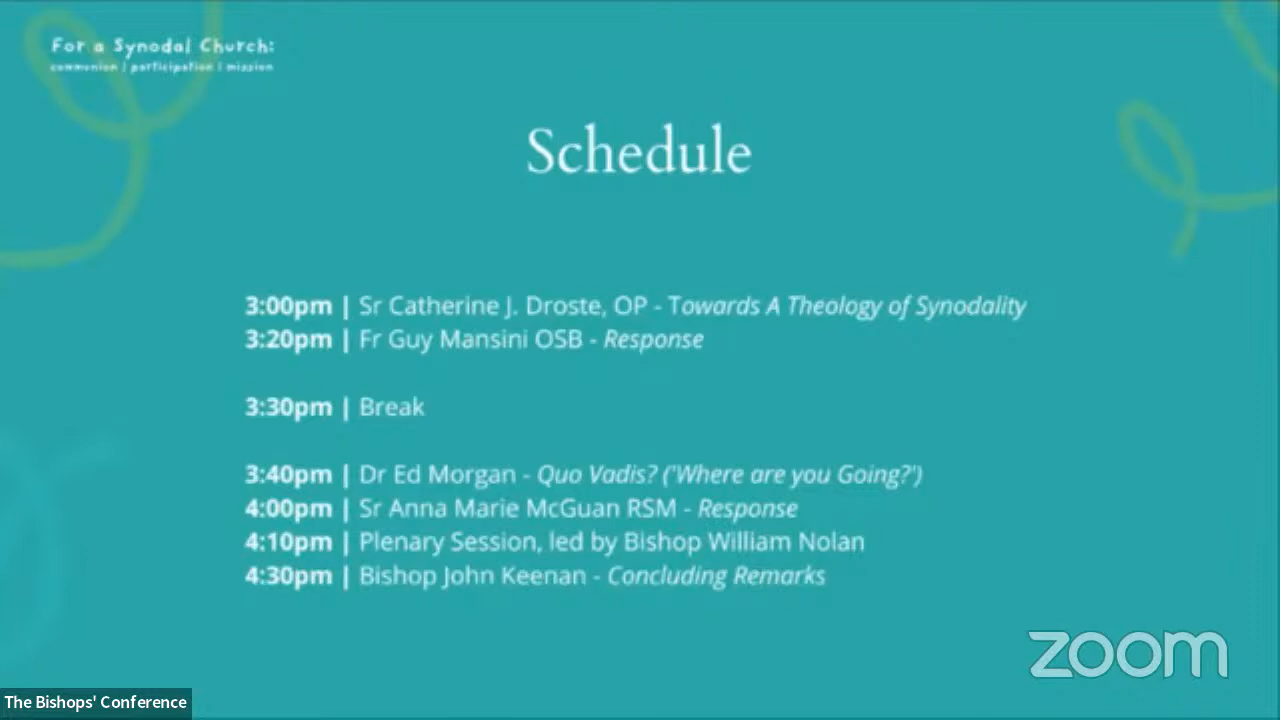 For a Synodal Church:
communion | participation | mission
Schedule
3:00pm | Sr Catherine J. Droste, OP - Towards A Theology of Synodality
3:20pm | Fr Guy Mansini OSB - Response
3:30pm | Break
3:40pm | Dr Ed Morgan - Quo Vadis? ('Where are you Going?')
4:00pm | Sr Anna Marie McGuan RSM - Response
4:10pm | Plenary Session, led by Bishop William Nolan
4:30pm | Bishop John Keenan - Concluding Remarks
zoom
The Bishops' Conference